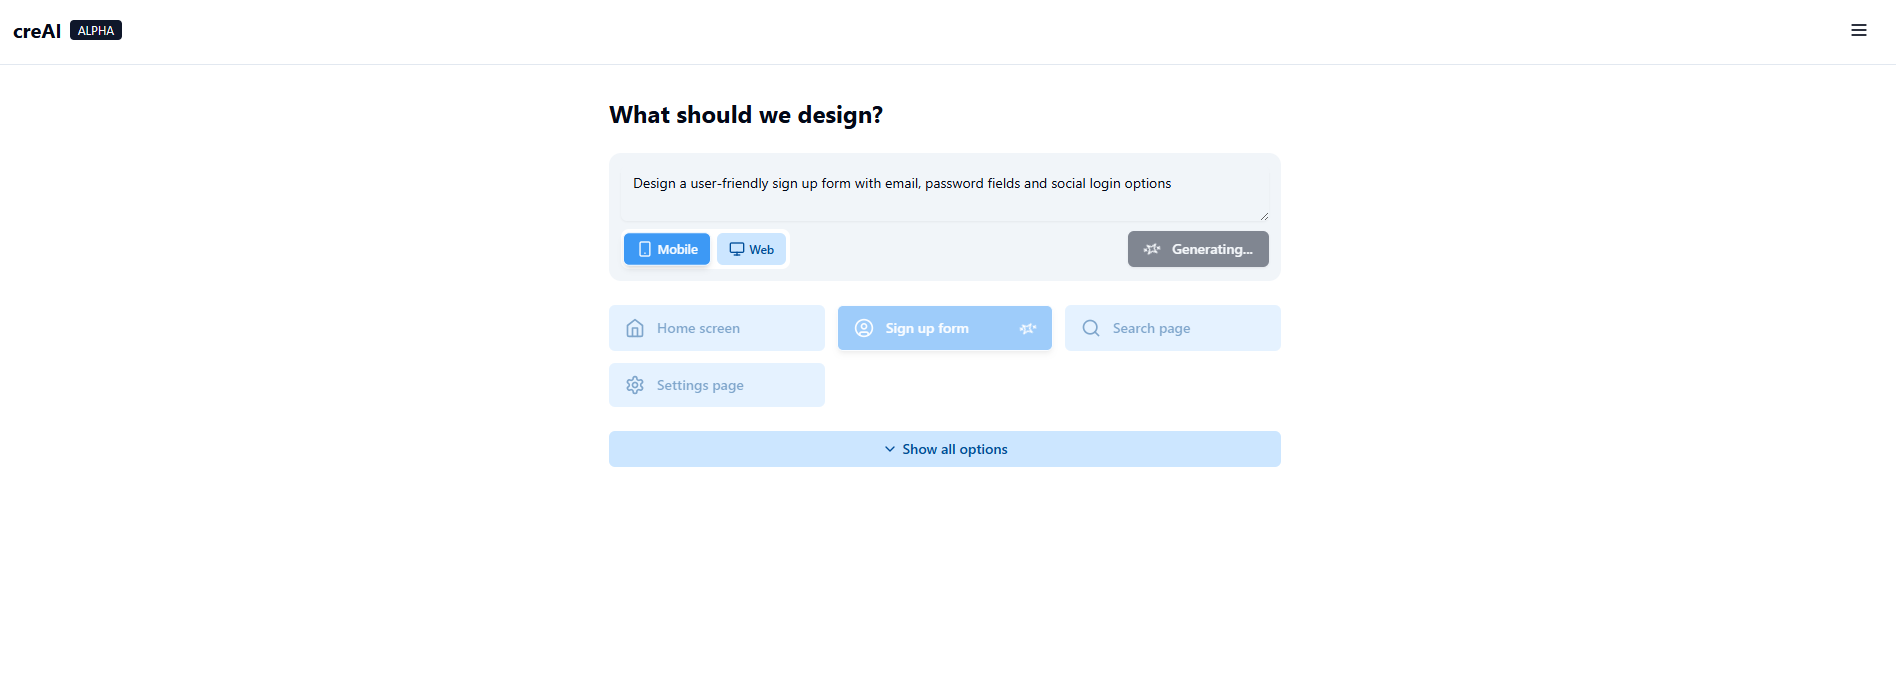 creAI ALPHA
What should we design?
Design a user-friendly sign up form with email, password fields and social login options
Mobile Web Generating...
Home screen Sign up form Search page
Settings page
Show all options